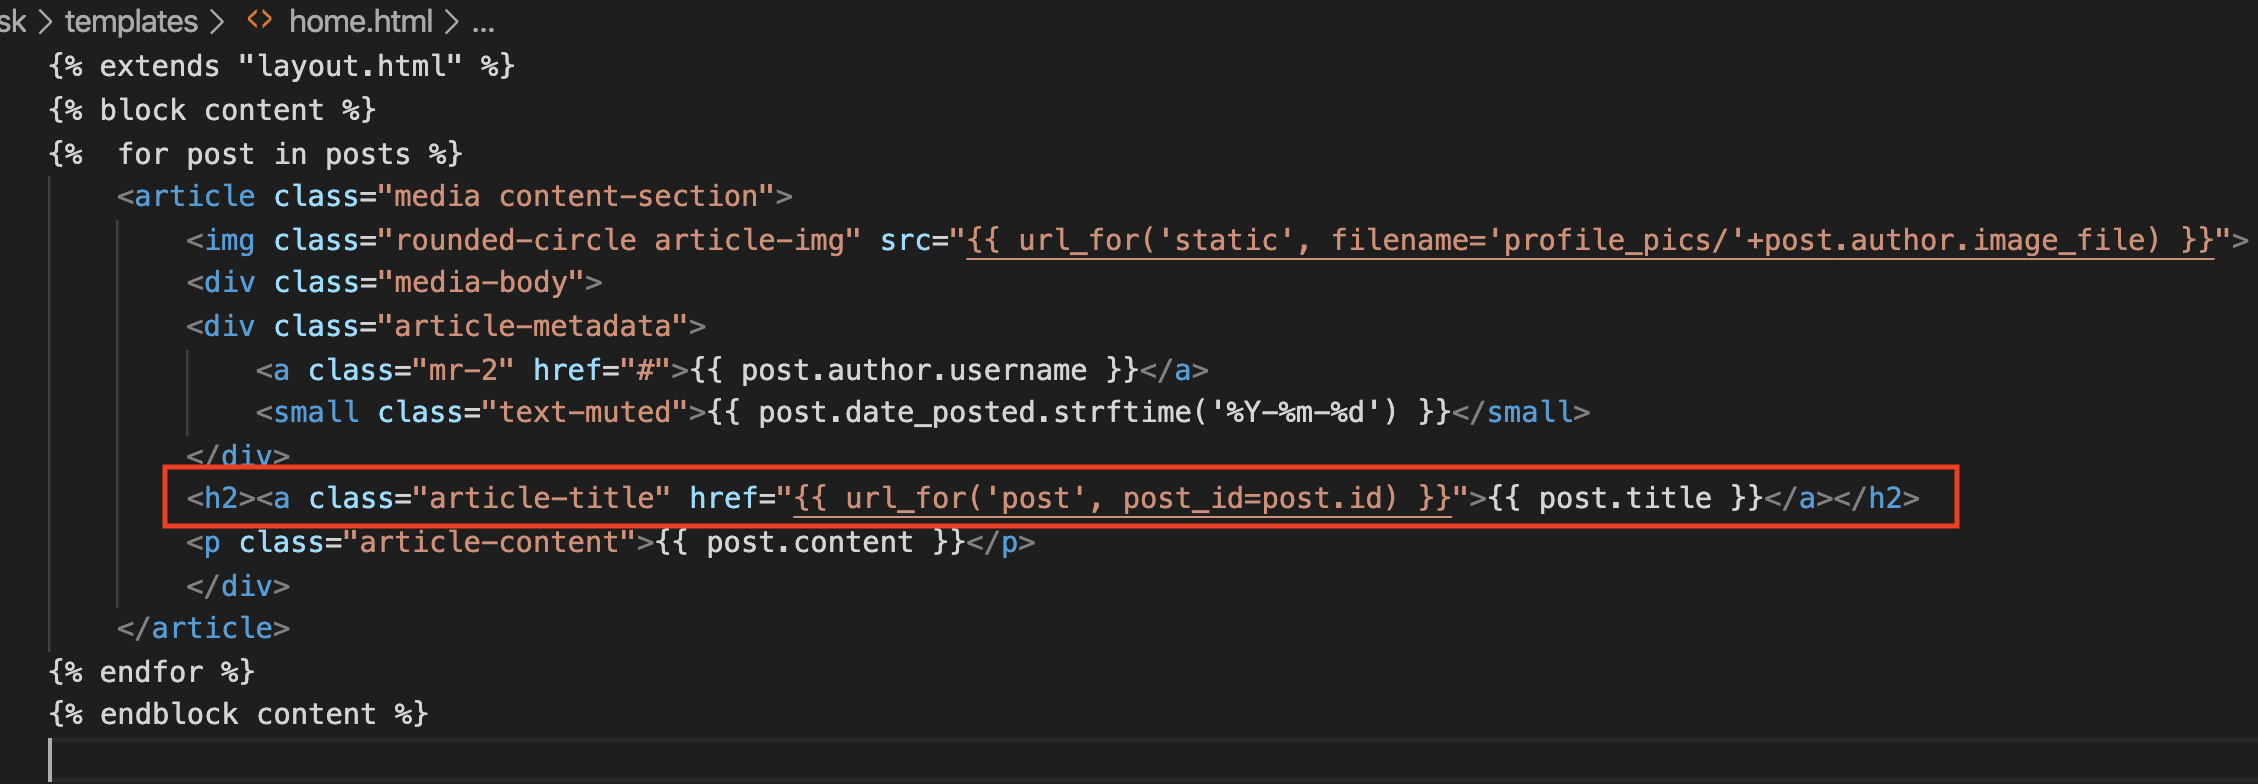 sk > templates > <> home.html > ...
{% extends "layout.html" %}
{% block content %}
{%  for post in posts %}
<article class="media content-section">
<img class="rounded-circle article-img" src="{{ url_for('static', filename='profile_pics/'+post.author.image_file) }}">
<div class="media-body">
<div class="article-metadata">
<a class="mr-2" href="#">{{ post.author.username }}</a>
<small class="text-muted">{{ post.date_posted.strftime('%Y-%m-%d') }}</small>
</div>
<h2><a class="article-title" href="{{ url_for('post', post_id=post.id) }}">{{ post.title }}</a></h2>
<p class="article-content">{{ post.content }}</p>
</div>
</article>
{% endfor %}
{% endblock content %}